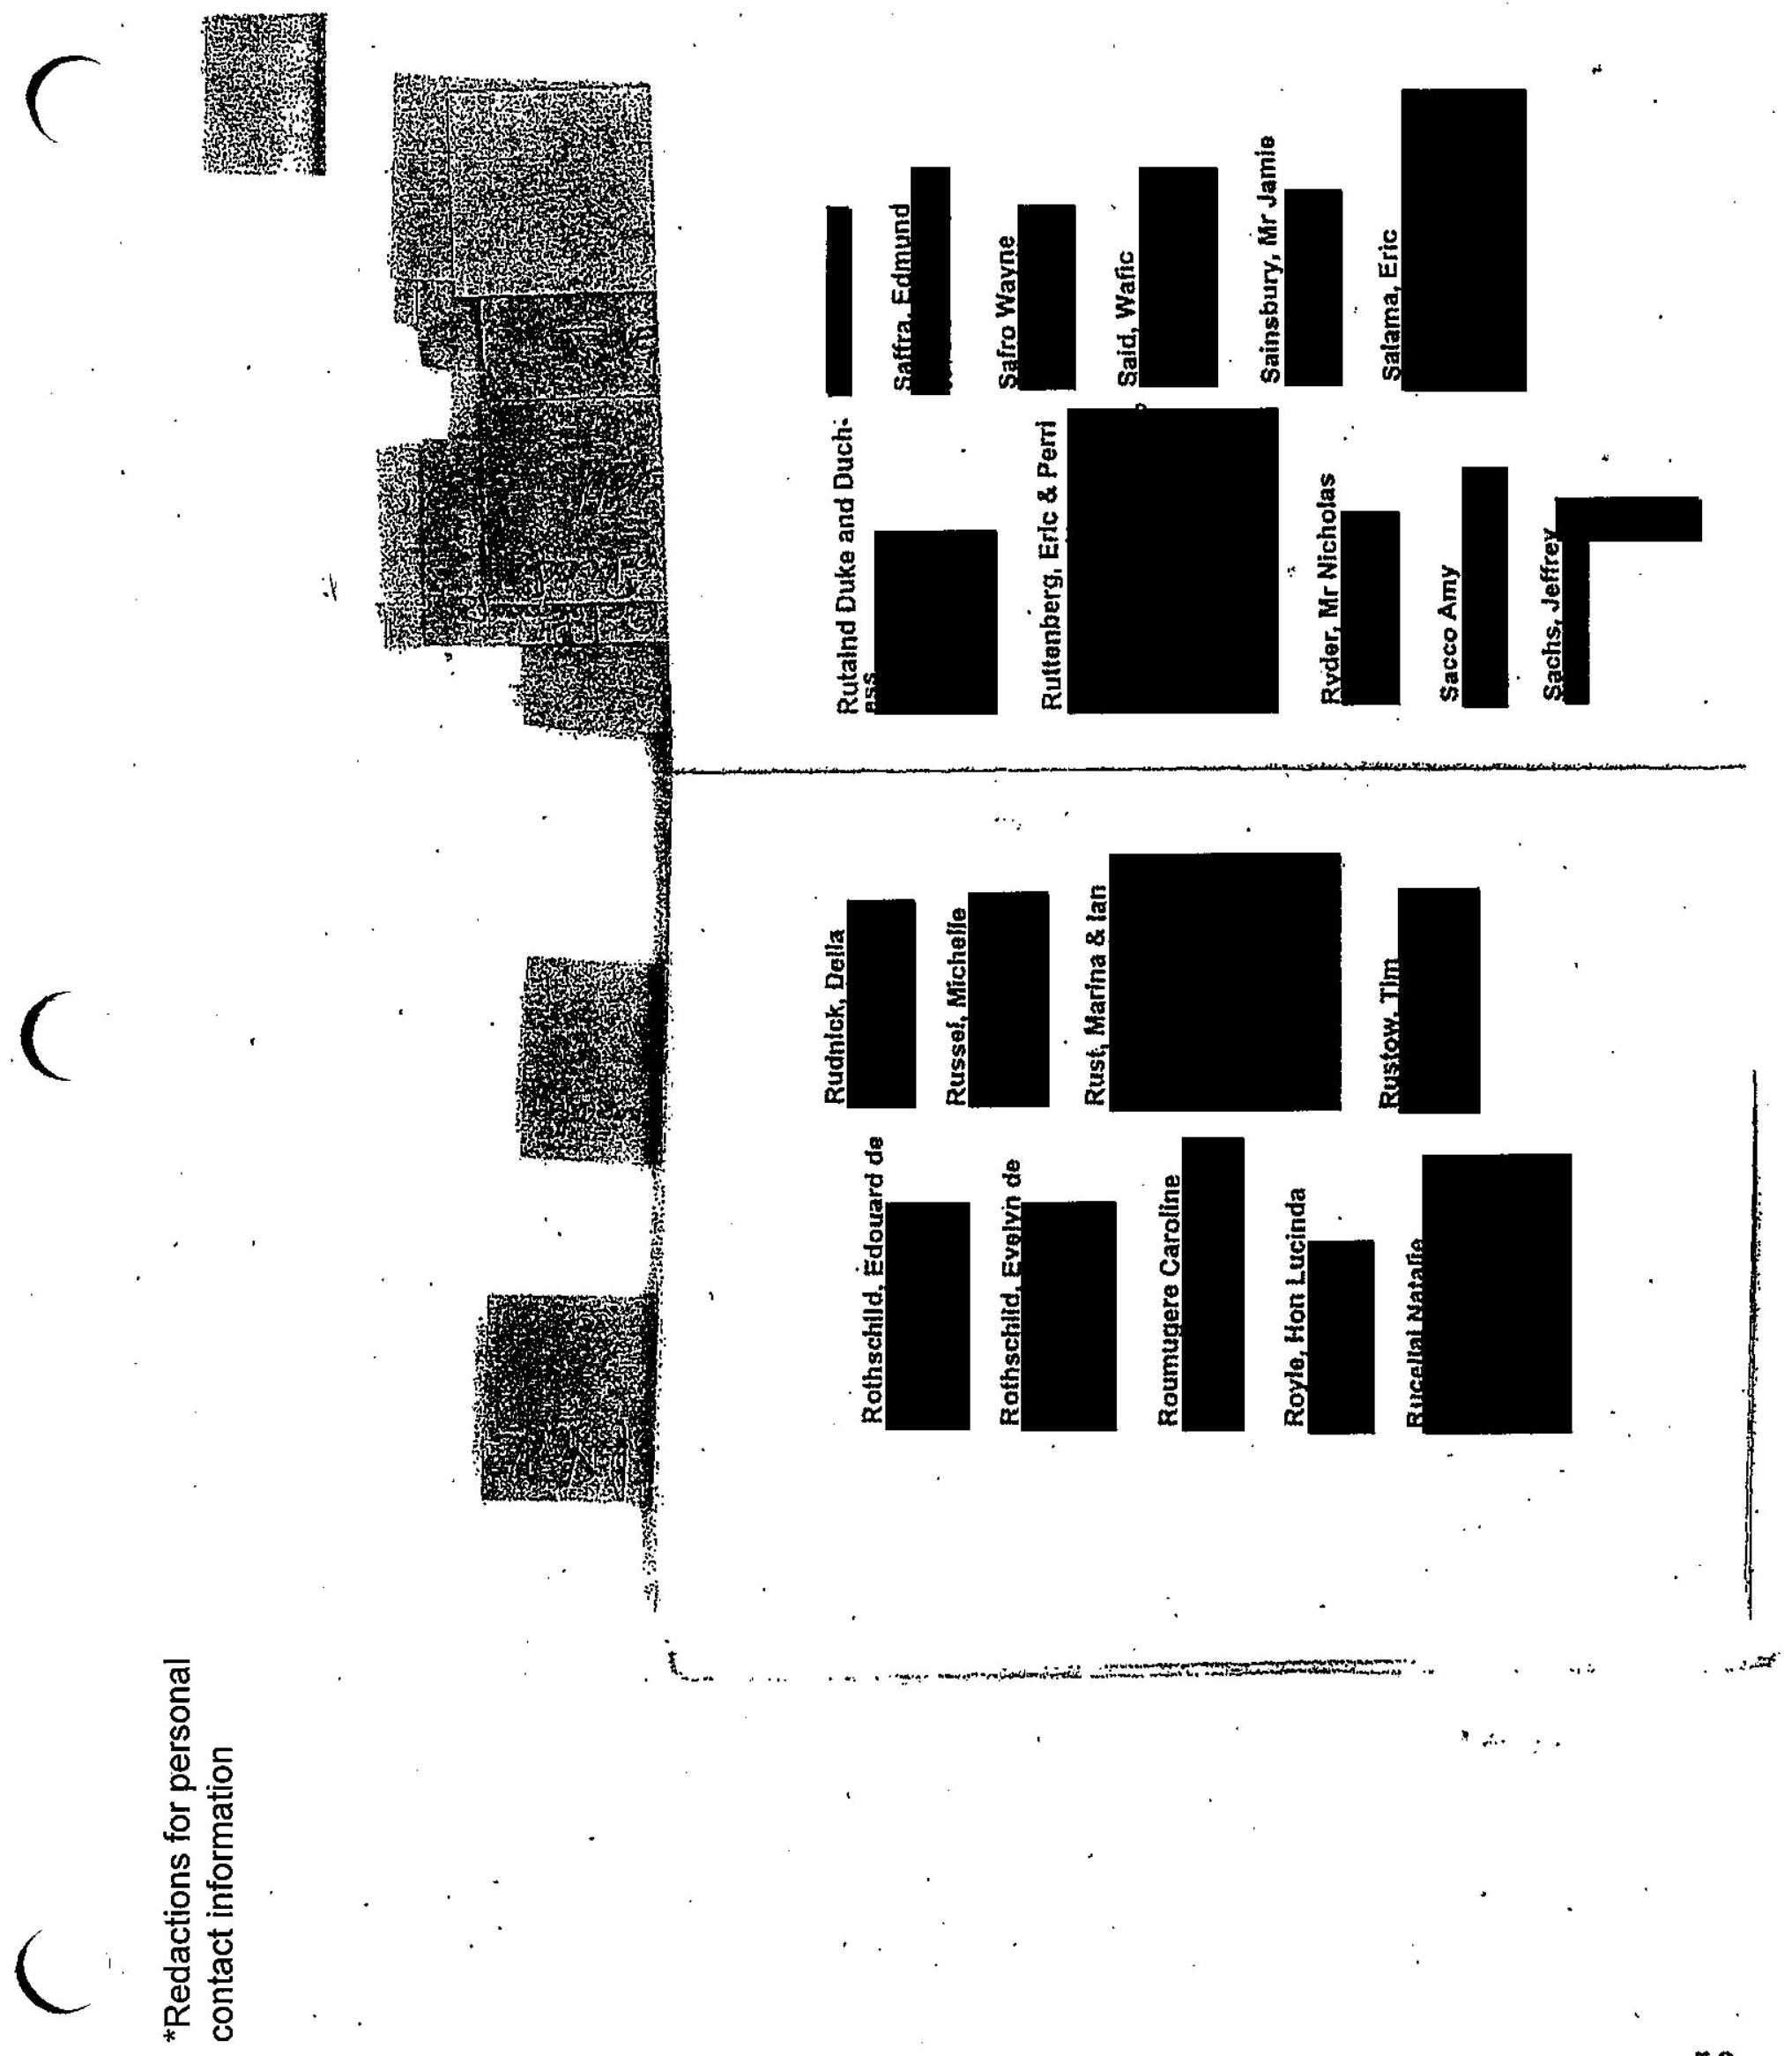 *Redactions for personal
contact information
Rothschild, Edouard de
Rothschild, Evelyn de
Roumugere Caroline
Royle, Hon Lucinda
Rucellai Natalie
Rudnick, Della
Russel, Michelle
Rust, Marina & Ian
Rustow, Tim
Rutalnd Duke and Duch-
ess
Ruttenberg, Eric & Perri
Ryder, Mr Nicholas
Sacco Amy
Sachs, Jeffrey
Saffra, Edmund
Safro Wayne
Said, Wafic
Sainsbury, Mr Jamie
Salama, Eric